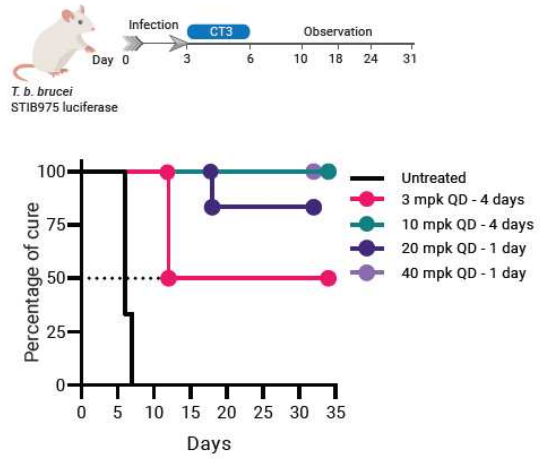 Infection
CT3
Observation
Day 0 3 6 10 18 24 31
T. b. brucei
STIB975 luciferase
Percentage of cure
100
75
50
25
0
0 5 10 15 20 25 30 35
Days
Untreated
3 mpk QD - 4 days
10 mpk QD - 4 days
20 mpk QD - 1 day
40 mpk QD - 1 day